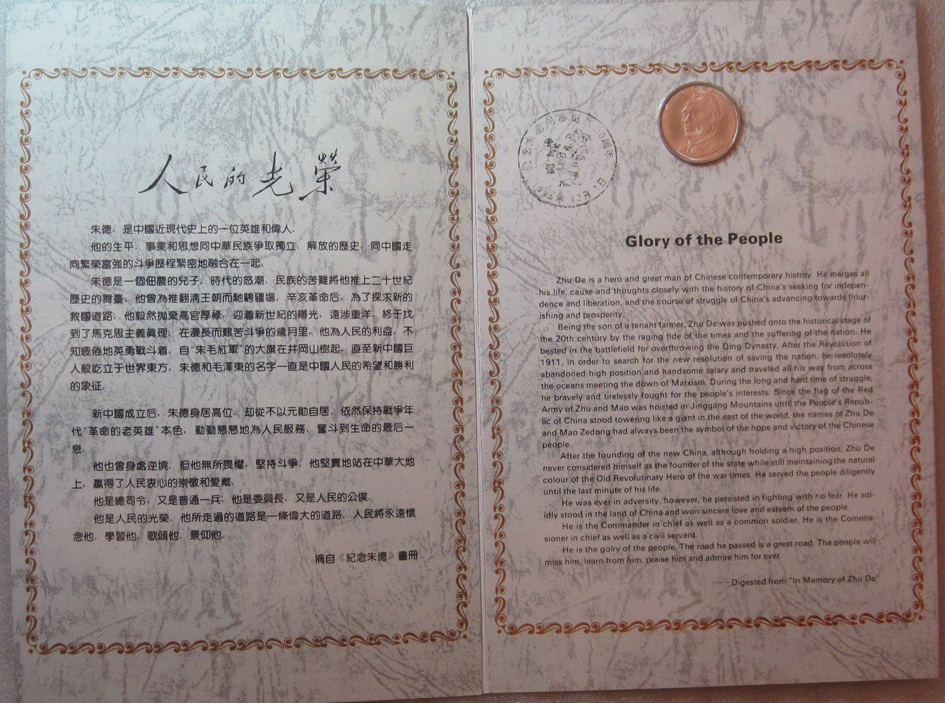 人民的光榮
朱德，是中國近現代史上的一位英雄和偉人。
他的生平、事業和思想同中華民族爭取獨立、解放的歷史，同中國走
向繁榮富強的斗爭歷程緊密地融合在一起。
朱德是一個佃農的兒子，時代的怒潮、民族的苦難將他推上二十世紀
歷史的舞臺，他曾為推翻清王朝而馳騁疆場，辛亥革命后，為了探求新的
救國道路，他毅然拋棄高官厚祿，迎着新世紀的曙光，遠涉重洋，終于找
到了馬克思主義真理。在漫長而艱苦斗爭的歲月里，他為人民的利益，不
知疲倦地英勇戰斗着，自“朱毛紅軍”的大旗在井岡山樹起，直至新中國巨
人般屹立于世界東方，朱德和毛澤東的名字一直是中國人民的希望和勝利
的象征。
新中國成立后，朱德身居高位，却從不以元勛自居，依然保持戰爭年
代“革命的老英雄”本色，勤勤懇懇地為人民服務，奮斗到生命的最后一
息。
他也曾身處逆境，但他無所畏懼，堅持斗爭，他堅實地站在中華大地
上，贏得了人民衷心的崇敬和愛戴。
他是總司令，又是普通一兵；他是委員長，又是人民的公僕。
他是人民的光榮，他所走過的道路是一條偉大的道路，人民將永遠懷
念他，學習他，歌頌他，景仰他。
摘自《紀念朱德》畫冊
Glory of the People
Zhu De is a hero and great man of Chinese contemporary history. He merges all
his life, cause and thoughts closely with the history of China's seeking for indepen-
dence and liberation, and the course of struggle of China's advancing towards flour-
ishing and prosperity.
Being the son of a tenant farmer, Zhu De was pushed onto the historical stage of
the 20th century by the raging tide of the times and the suffering of the nation. He
bested in the battlefield for overthrowing the Qing Dynasty. After the Revolution of
1911, in order to search for the new resolution of saving the nation, he resolutely
abandoned high position and handsome salary and traveled all his way from across
the oceans meeting the down of Marxism. During the long and hard time of struggle,
he bravely and tirelessly fought for the people's interests. Since the flag of the Red
Army of Zhu and Mao was hoisted in Jinggang Mountains until the People's Repub-
lic of China stood towering like a giant in the east of the world, the names of Zhu De
and Mao Zedong had always been the symbol of the hope and victory of the Chinese
people.
After the founding of the new China, although holding a high position, Zhu De
never considered himself as the founder of the state while still maintaining the natural
colour of the Old Revolutinary Hero of the war times. He served the people diligently
until the last minute of his life.
He was ever in adversity, however, he persisted in fighting with no fear. He sol-
idly stood in the land of China and won sincere love and esteem of the people.
He is the Commander in chief as well as a common soldier. He is the Commis-
sioner in chief as well as a civil servant.
He is the golry of the people. The road he passed is a great road. The people will
miss him, learn from him, praise him and admire him for ever.
——Digested from "In Memory of Zhu De"